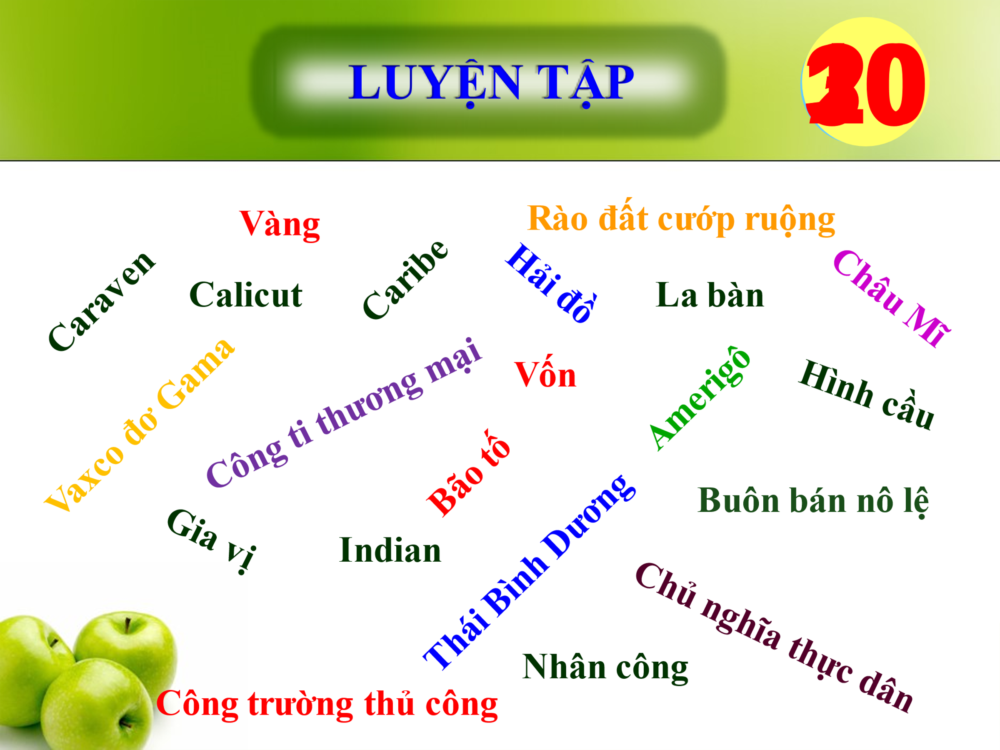 LUYỆN TẬP
Vàng
Rào đất cướp ruộng
Caraven
Calicut
Caribe
Hải đồ
La bàn
Châu Mĩ
Vaxco đơ Gama
Công ti thương mại
Vốn
Amerigô
Hình cầu
Bão tố
Buôn bán nô lệ
Gia vị
Indian
Thái Bình Dương
Chủ nghĩa thực dân
Nhân công
Công trường thủ công